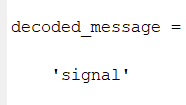 decoded_message =
'signal'